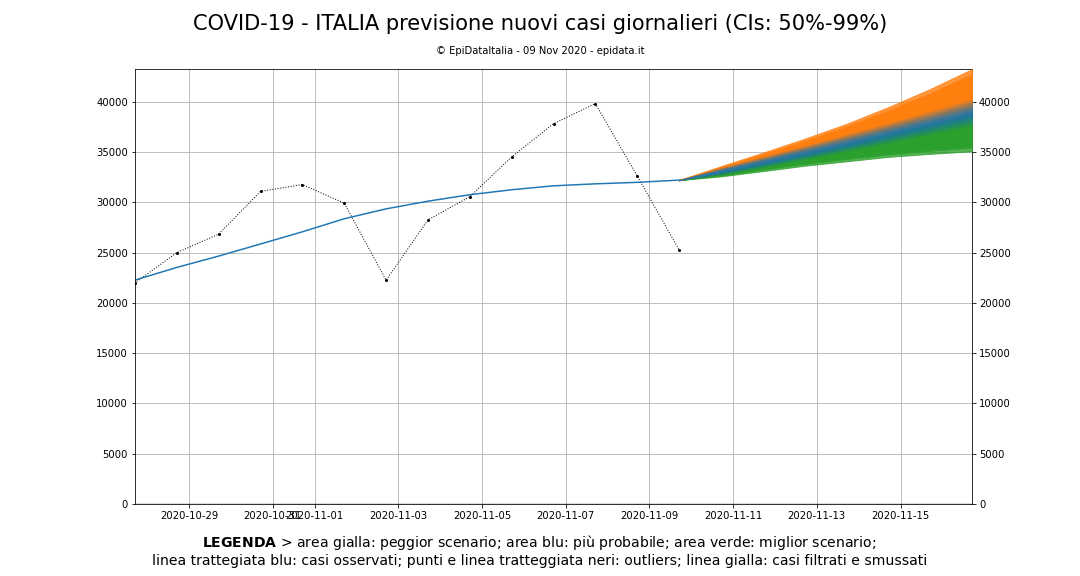 COVID-19 - ITALIA previsione nuovi casi giornalieri (CIs: 50%-99%)
© EpiDataItalia - 09 Nov 2020 - epidata.it
40000 40000
35000 35000
30000 30000
25000 25000
20000 20000
15000 15000
10000 10000
5000 5000
0 0
2020-10-29 2020-10-31 2020-11-01 2020-11-03 2020-11-05 2020-11-07 2020-11-09 2020-11-11 2020-11-13 2020-11-15
LEGENDA > area gialla: peggior scenario; area blu: più probabile; area verde: miglior scenario;
linea trattegiata blu: casi osservati; punti e linea tratteggiata neri: outliers; linea gialla: casi filtrati e smussati